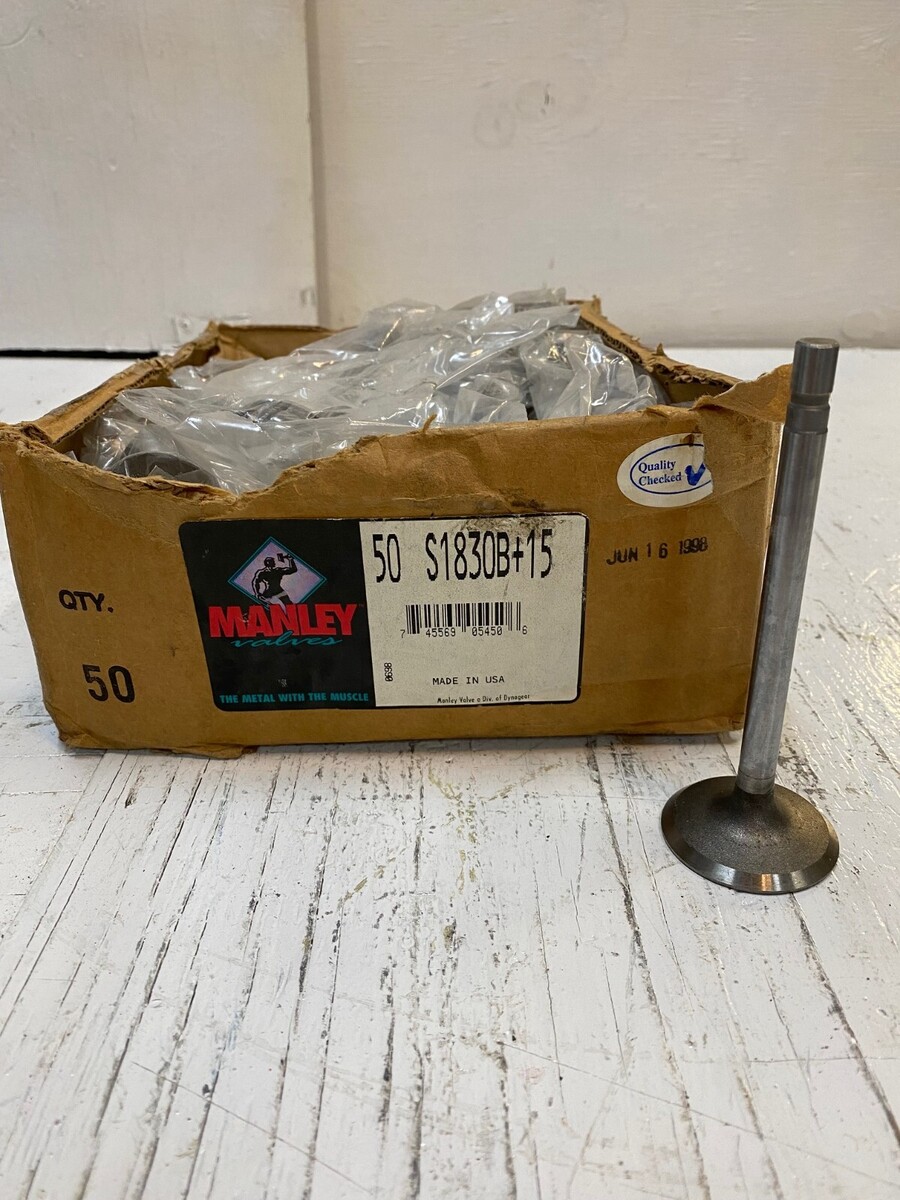 Quality
Checked
JUN 16 1998
QTY.
50
MANLEY
valves
THE METAL WITH THE MUSCLE
50 S1830B+15
7 45569 05450 6
0698
MADE IN USA
Manley Valve a Div. of Dynagear